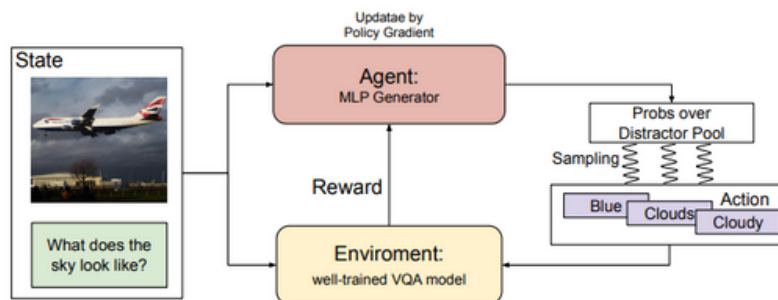 Updatae by
Policy Gradient
State
Agent:
MLP Generator
Probs over
Distractor Pool
Sampling
Reward
Action
Blue
Clouds
Cloudy
What does the
sky look like?
Enviroment:
well-trained VQA model